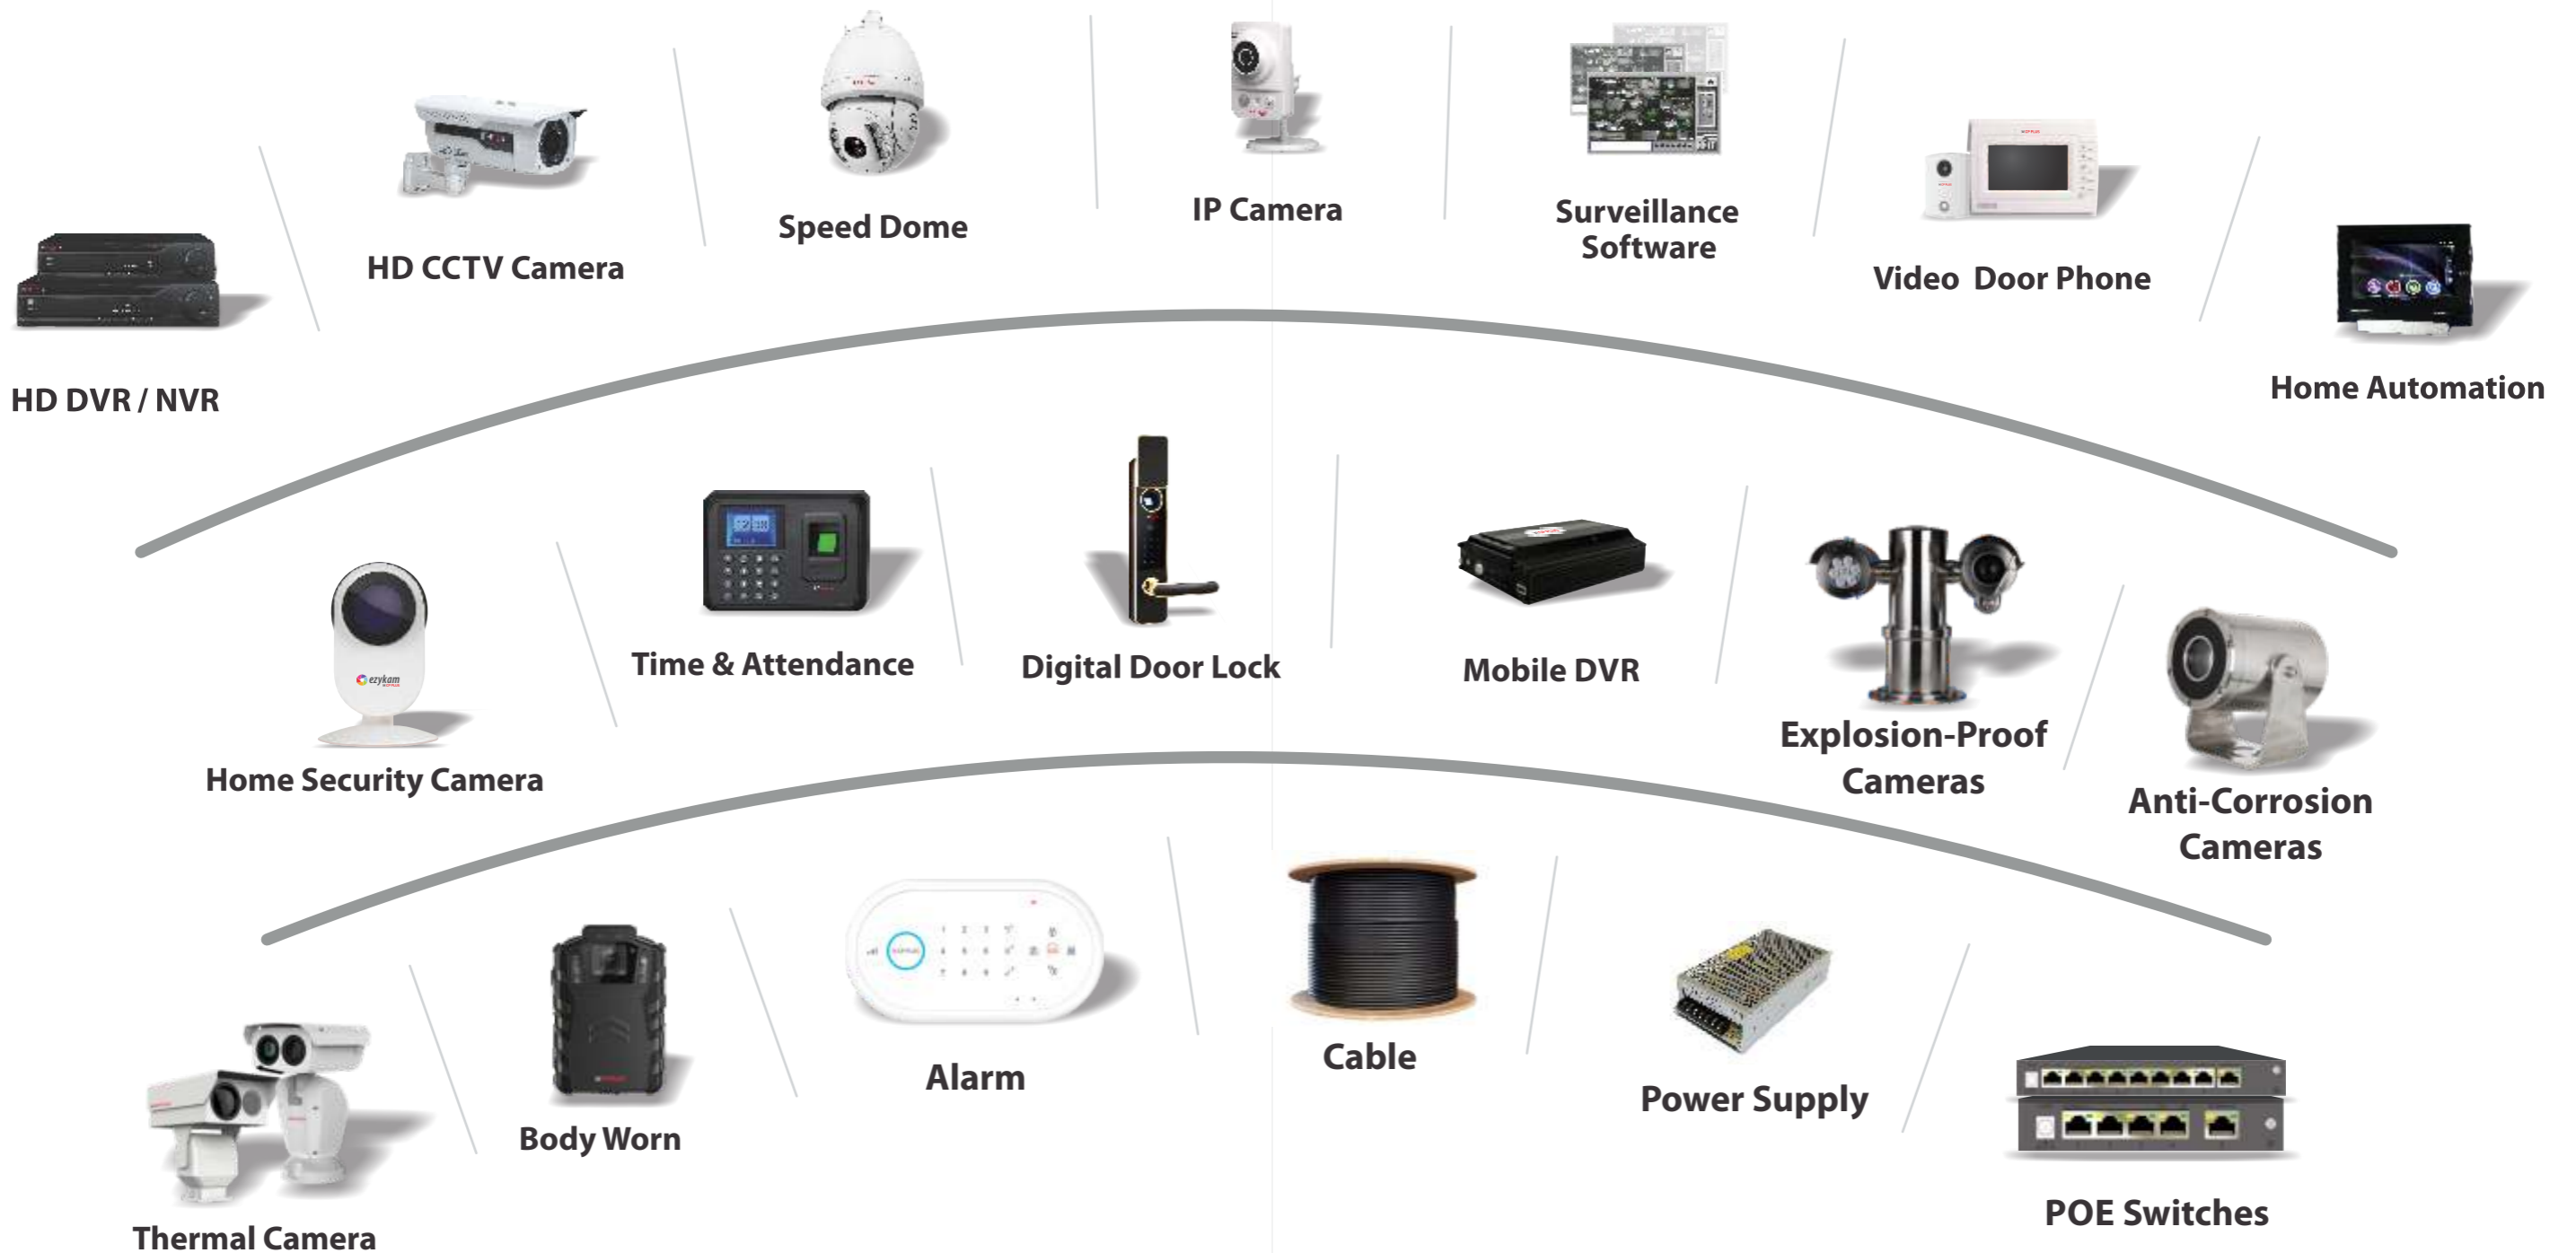 HD DVR / NVR
HD CCTV Camera
Speed Dome
IP Camera
Surveillance
Software
Video Door Phone
Home Automation
Home Security Camera
ezykam
Time & Attendance
Digital Door Lock
Mobile DVR
Explosion-Proof
Cameras
Anti-Corrosion
Cameras
Thermal Camera
Body Worn
Alarm
Cable
Power Supply
POE Switches